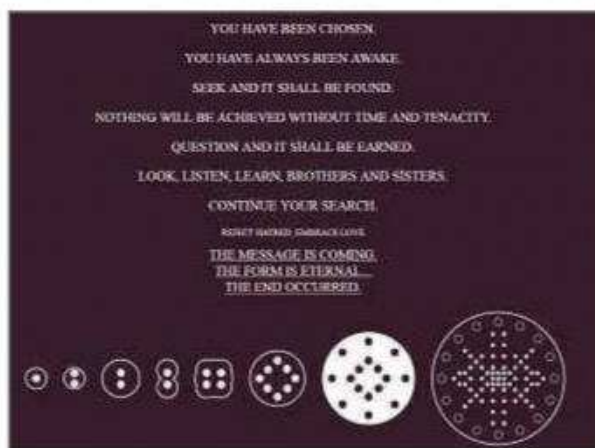 YOU HAVE BEEN CHOSEN.
YOU HAVE ALWAYS BEEN AWAKE.
SEEK AND IT SHALL BE FOUND.
NOTHING WILL BE ACHIEVED WITHOUT TIME AND TENACITY.
QUESTION AND IT SHALL BE EARNED.
LOOK, LISTEN, LEARN, BROTHERS AND SISTERS.
CONTINUE YOUR SEARCH.
REJECT HATRED. EMBRACE LOVE.
THE MESSAGE IS COMING.
THE FORM IS ETERNAL...
THE END OCCURRED.